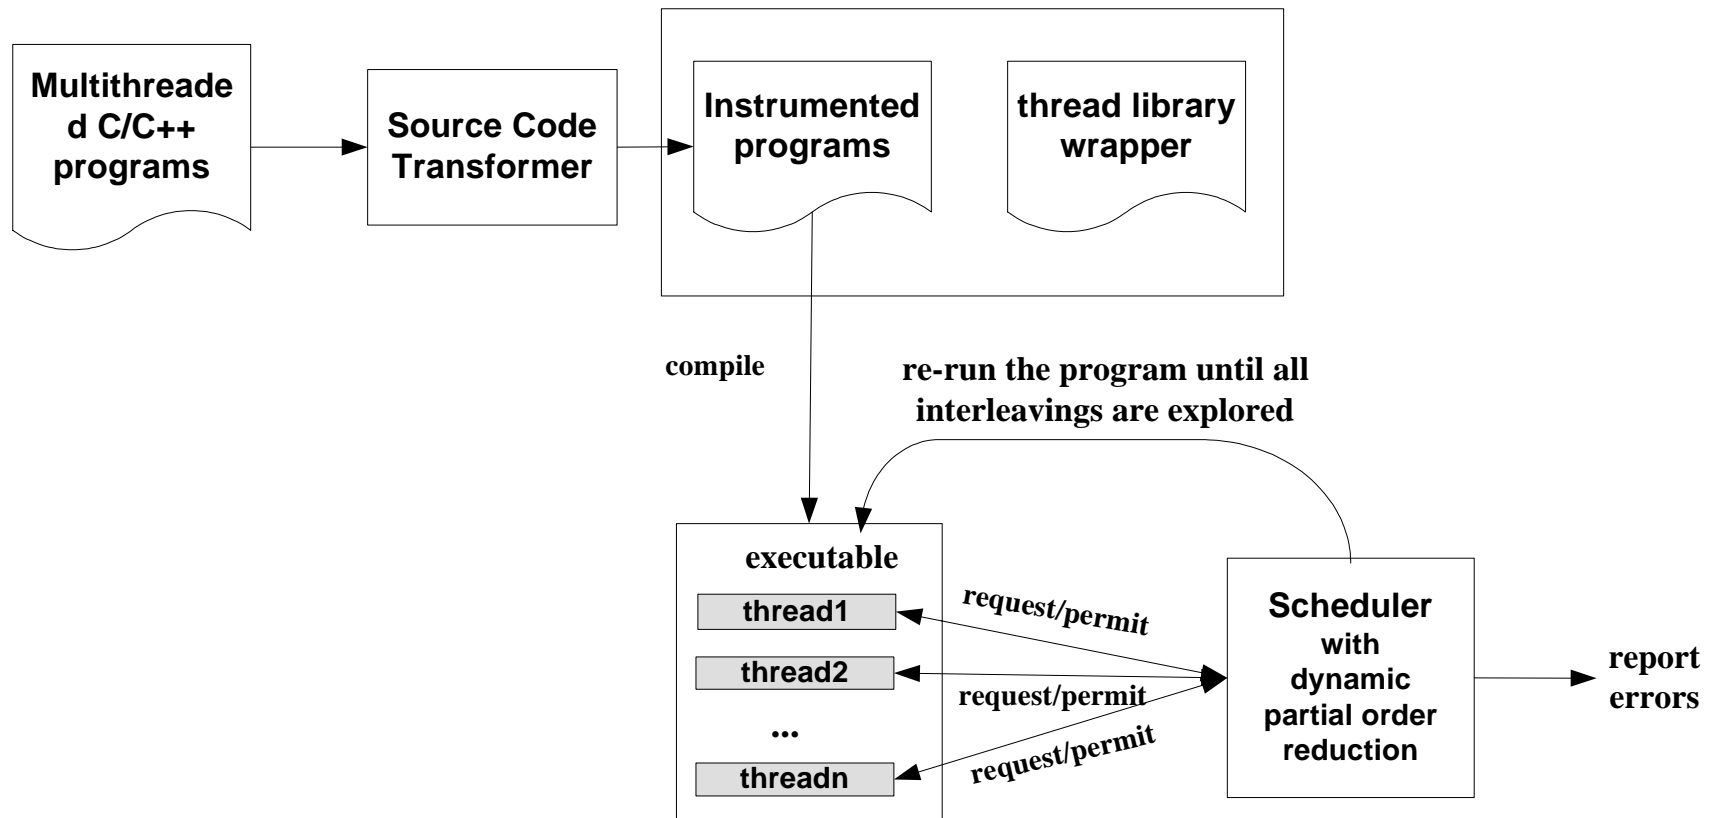 Multithreade
d C/C++
programs
Source Code
Transformer
Instrumented
programs
thread library
wrapper
compile
re-run the program until all
interleavings are explored
executable
thread1
thread2
...
threadn
request/permit
request/permit
request/permit
Scheduler
with
dynamic
partial order
reduction
report
errors